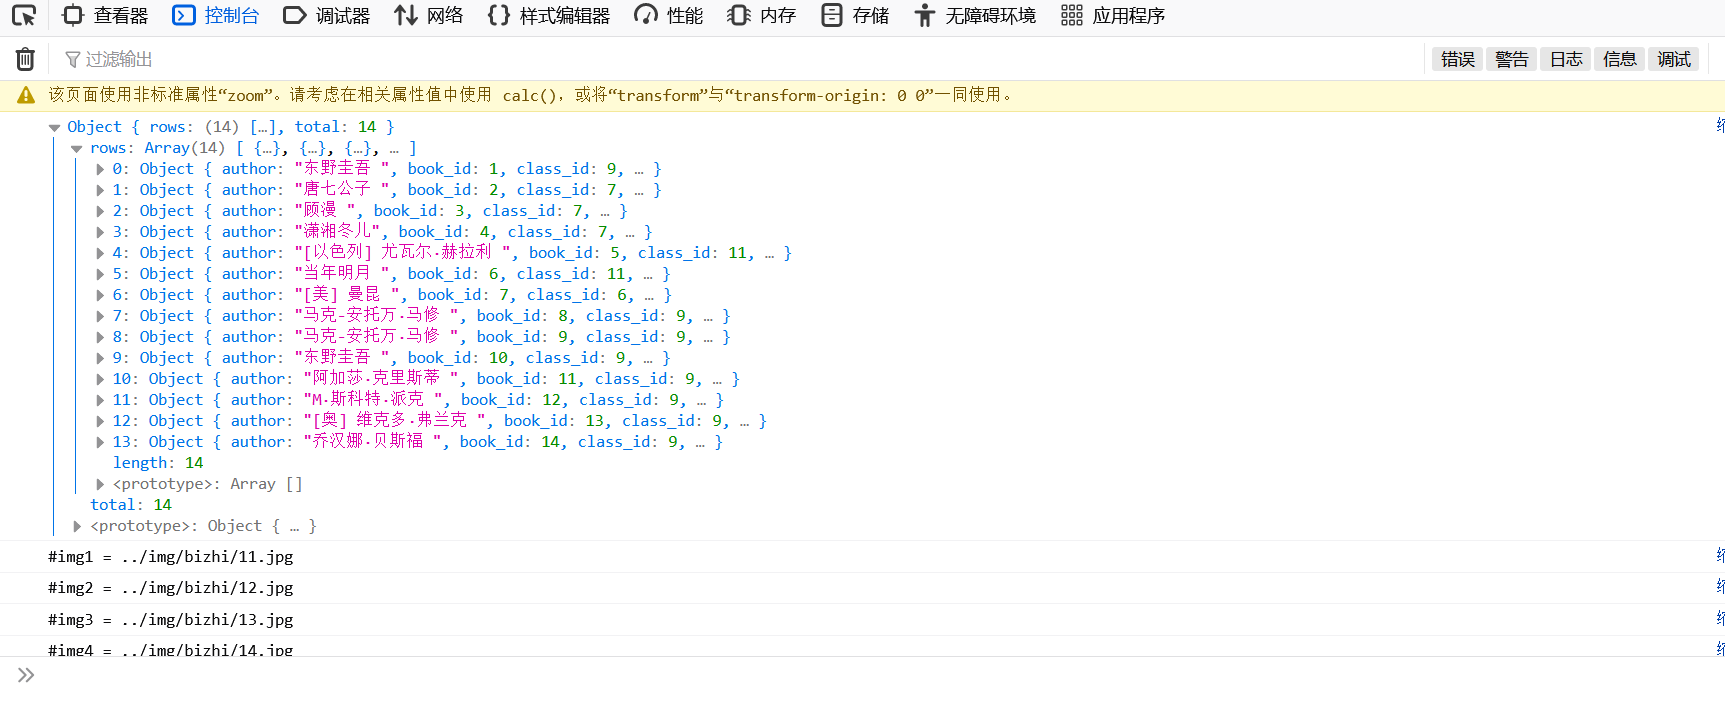 查看器 控制台 调试器 网络 样式编辑器 性能 内存 存储 无障碍环境 应用程序
过滤输出 错误 警告 日志 信息 调试
该页面使用非标准属性“zoom”。请考虑在相关属性值中使用 calc()，或将“transform”与“transform-origin: 0 0”一同使用。
Object { rows: (14) […], total: 14 }
rows: Array(14) [ {…}, {…}, {…}, … ]
0: Object { author: "东野圭吾 ", book_id: 1, class_id: 9, … }
1: Object { author: "唐七公子 ", book_id: 2, class_id: 7, … }
2: Object { author: "顾漫 ", book_id: 3, class_id: 7, … }
3: Object { author: "潇湘冬儿", book_id: 4, class_id: 7, … }
4: Object { author: "[以色列] 尤瓦尔·赫拉利 ", book_id: 5, class_id: 11, … }
5: Object { author: "当年明月 ", book_id: 6, class_id: 11, … }
6: Object { author: "[美] 曼昆 ", book_id: 7, class_id: 6, … }
7: Object { author: "马克-安托万·马修 ", book_id: 8, class_id: 9, … }
8: Object { author: "马克-安托万·马修 ", book_id: 9, class_id: 9, … }
9: Object { author: "东野圭吾 ", book_id: 10, class_id: 9, … }
10: Object { author: "阿加莎·克里斯蒂 ", book_id: 11, class_id: 9, … }
11: Object { author: "M·斯科特·派克 ", book_id: 12, class_id: 9, … }
12: Object { author: "[奥] 维克多·弗兰克 ", book_id: 13, class_id: 9, … }
13: Object { author: "乔汉娜·贝斯福 ", book_id: 14, class_id: 9, … }
length: 14
<prototype>: Array []
total: 14
<prototype>: Object { … }
#img1 = ../img/bizhi/11.jpg
#img2 = ../img/bizhi/12.jpg
#img3 = ../img/bizhi/13.jpg
#img4 = ../img/bizhi/14.jpg